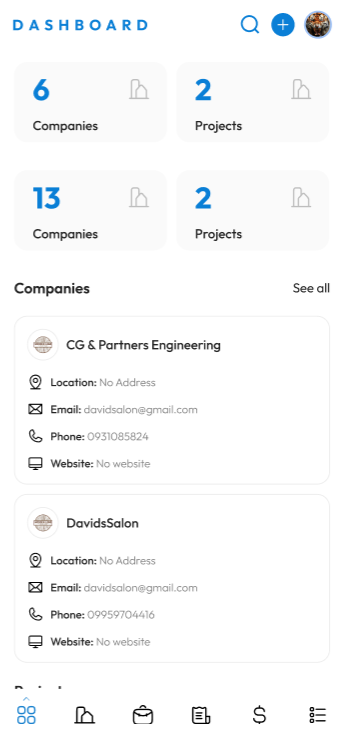 DASHBOARD
6
Companies
2
Projects
13
Companies
2
Projects
Companies See all
CG & Partners Engineering
Location: No Address
Email: davidsalon@gmail.com
Phone: 0931085824
Website: No website
DavidsSalon
Location: No Address
Email: davidsalon@gmail.com
Phone: 09959704416
Website: No website